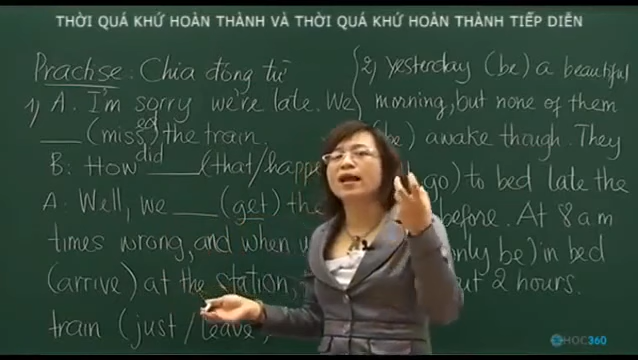 THỜI QUÁ KHỨ HOÀN THÀNH VÀ THỜI QUÁ KHỨ HOÀN THÀNH TIẾP DIỄN
Practise: Chia động từ
1) A. I'm sorry we're late. We
___ (missed) the train.
B: How did ___ (that/happe
A. Well, we ___ (get) the
times wrong, and when
(arrive) at the station,
train (just/leave,
2) Yesterday (be) a beautiful
morning, but none of them
be) awake though. They
go) to bed late the
before. At 8 am
only be) in bed
ut 2 hours.
HOC360